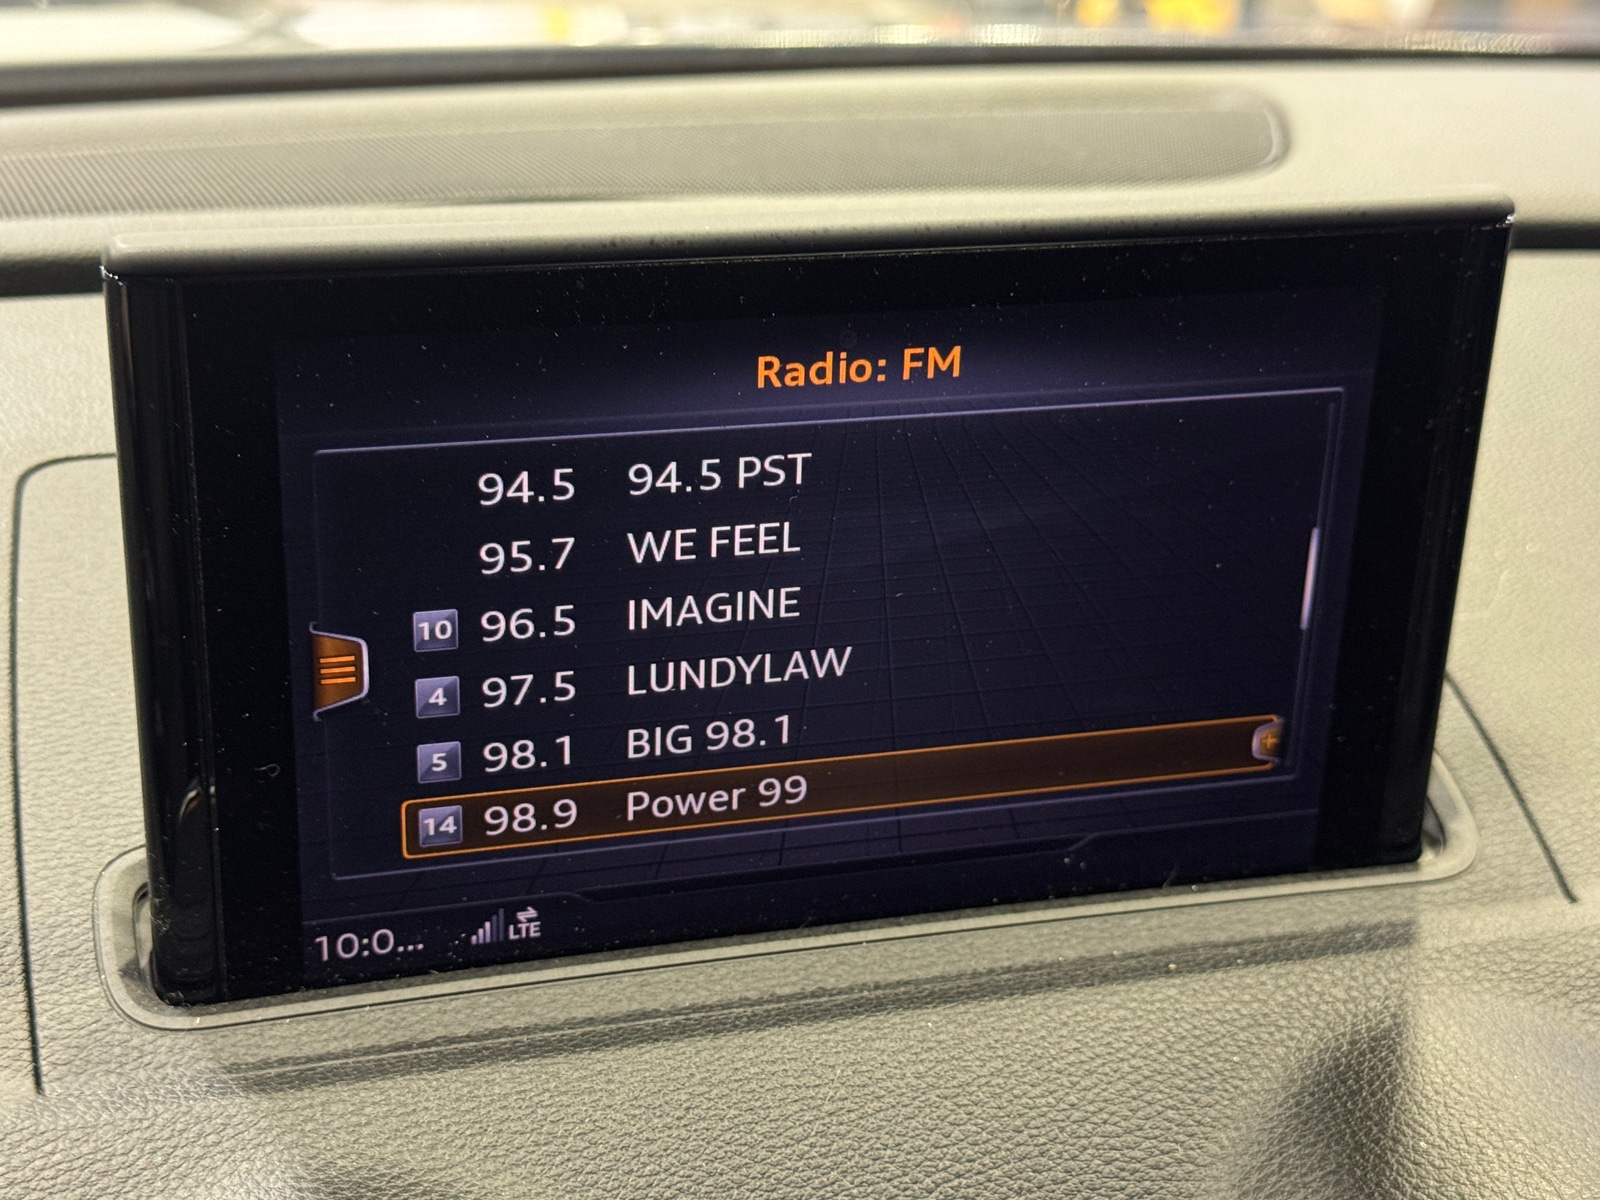 Radio: FM
94.5 94.5 PST
95.7 WE FEEL
10 96.5 IMAGINE
4 97.5 LUNDYLAW
5 98.1 BIG 98.1
14 98.9 Power 99
10:0... LTE